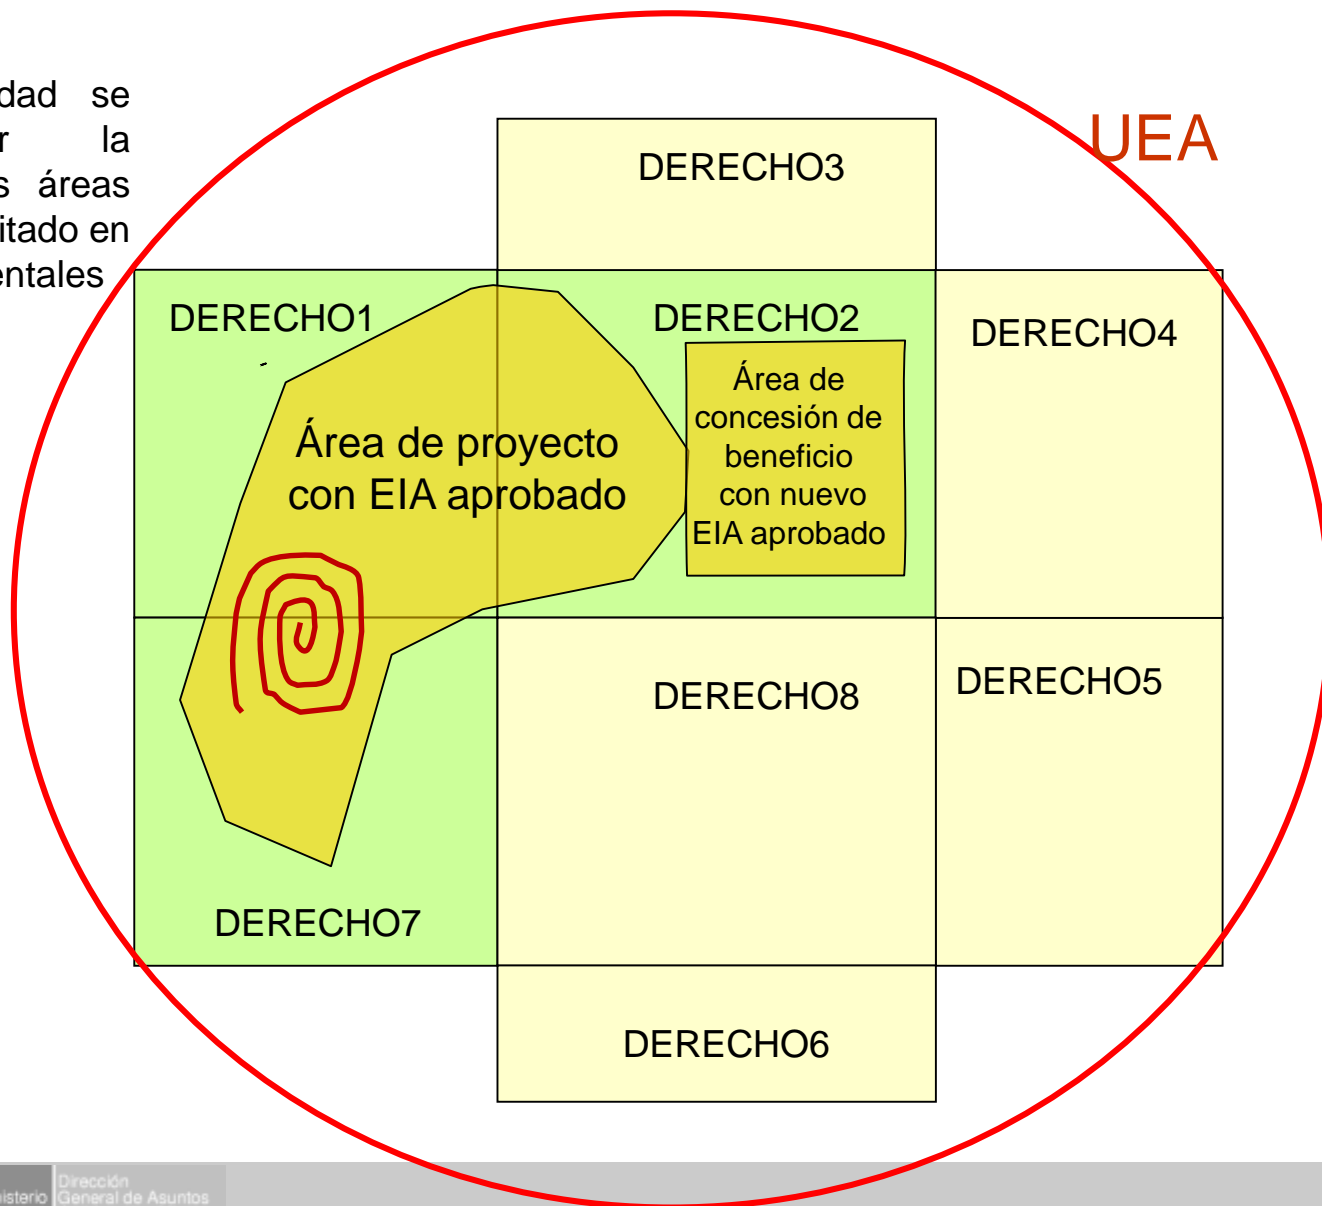 dad se
r la
s áreas
itado en
entales
UEA
DERECHO3
DERECHO1
DERECHO2
DERECHO4
Área de
concesión de
beneficio
con nuevo
EIA aprobado
Área de proyecto
con EIA aprobado
DERECHO8
DERECHO5
DERECHO7
DERECHO6
nisterio
Dirección
General de Asuntos